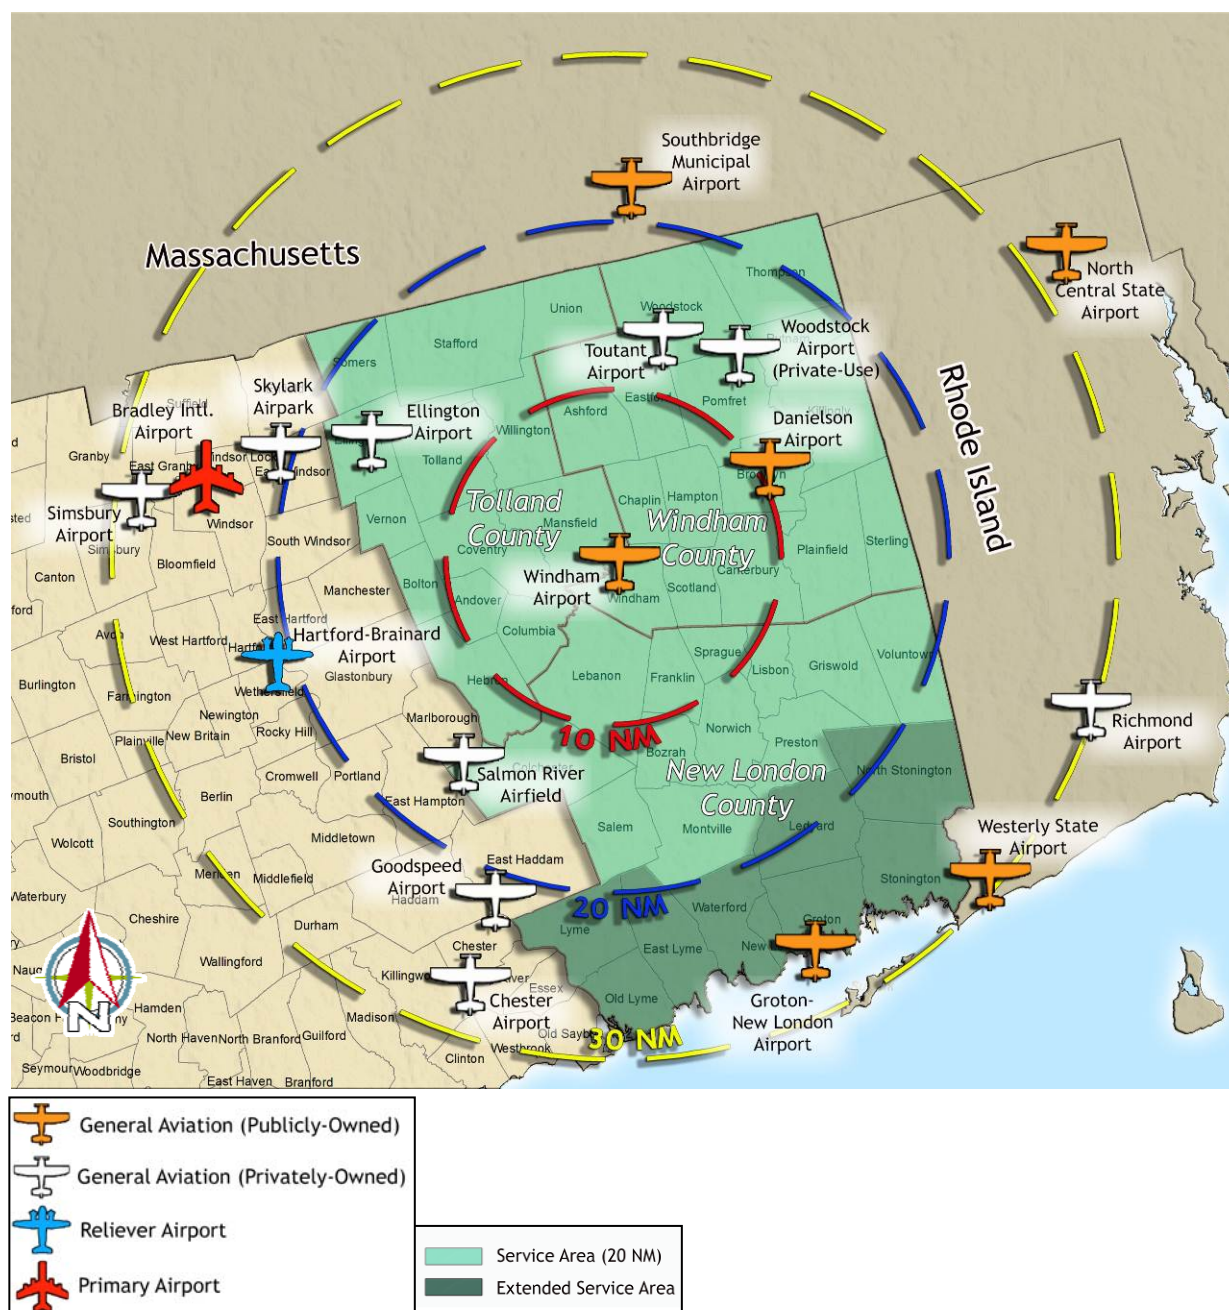 Southbridge
Municipal
Airport
Massachusetts
North
Central State
Airport
Thompson
Union
Woodstock
Stafford
Somers
Toutant
Airport
Woodstock
Airport
(Private-Use)
Rhode Island
Skylark
Airpark
Bradley Intl.
Airport
Suffield
Ellington
Airport
Eastford
Ashford
Pomfret
Killingly
Danielson
Airport
Willington
Granby
East Granby
Windsor Locks
East Windsor
Tolland
Brooklyn
Simsbury
Airport
Windsor
Vernon
Tolland
County
Chaplin
Hampton
Windham
County
Mansfield
Simsbury
South Windsor
Coventry
Plainfield
Sterling
Canton
Bloomfield
Manchester
Bolton
Andover
Windham
Airport
Windham
Scotland
Canterbury
East Hartford
Avon
West Hartford
Hartford-Brainard
Airport
Columbia
Sprague
Lisbon
Griswold
Voluntown
Burlington
Farmington
Wethersfield
Glastonbury
Hebron
Lebanon
Franklin
Newington
Marlborough
Richmond
Airport
Plainville
New Britain
Rocky Hill
10 NM
Norwich
Bozrah
Preston
Bristol
Cromwell
Portland
Salmon River
Airfield
Colchester
New London
County
North Stonington
Berlin
East Hampton
Southington
Wolcott
Middletown
Salem
Montville
Ledyard
Westerly State
Airport
Goodspeed
Airport
East Haddam
Haddam
Meriden
Middlefield
Stonington
Waterbury
Cheshire
Durham
20 NM
Waterford
Groton
Lyme
East Lyme
Wallingford
Chester
Killingworth
Essex
Chester
Airport
Old Lyme
Groton-
New London
Airport
N
Hamden
Madison
30 NM
Old Saybrook
North Haven
North Branford
Guilford
Westbrook
Clinton
Seymour
Woodbridge
East Haven
Branford
General Aviation (Publicly-Owned)
General Aviation (Privately-Owned)
Reliever Airport
Primary Airport
Service Area (20 NM)
Extended Service Area